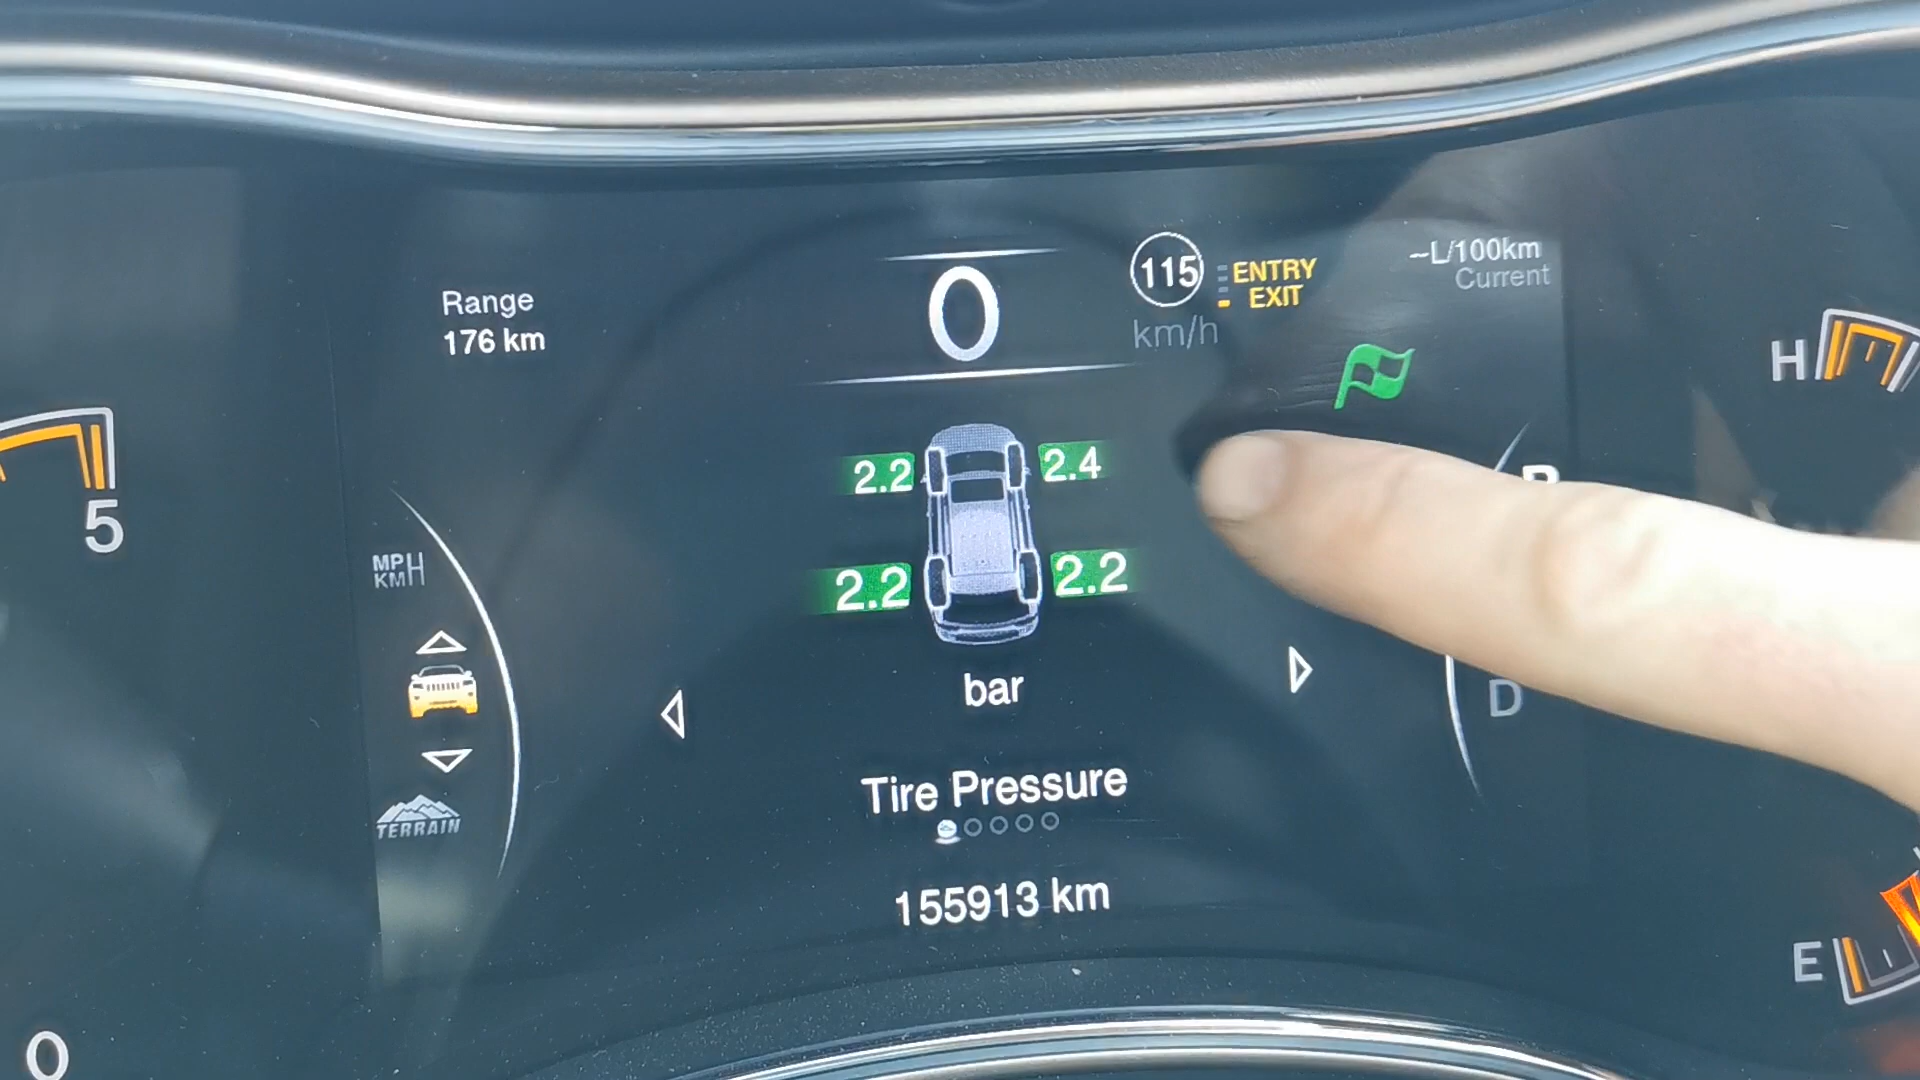 Range
176 km
0
115
km/h
ENTRY
EXIT
~L/100km
Current
H
5
2.2
2.4
2.2
2.2
MPH
KMH
bar
D
TERRAIN
Tire Pressure
155913 km
E
0